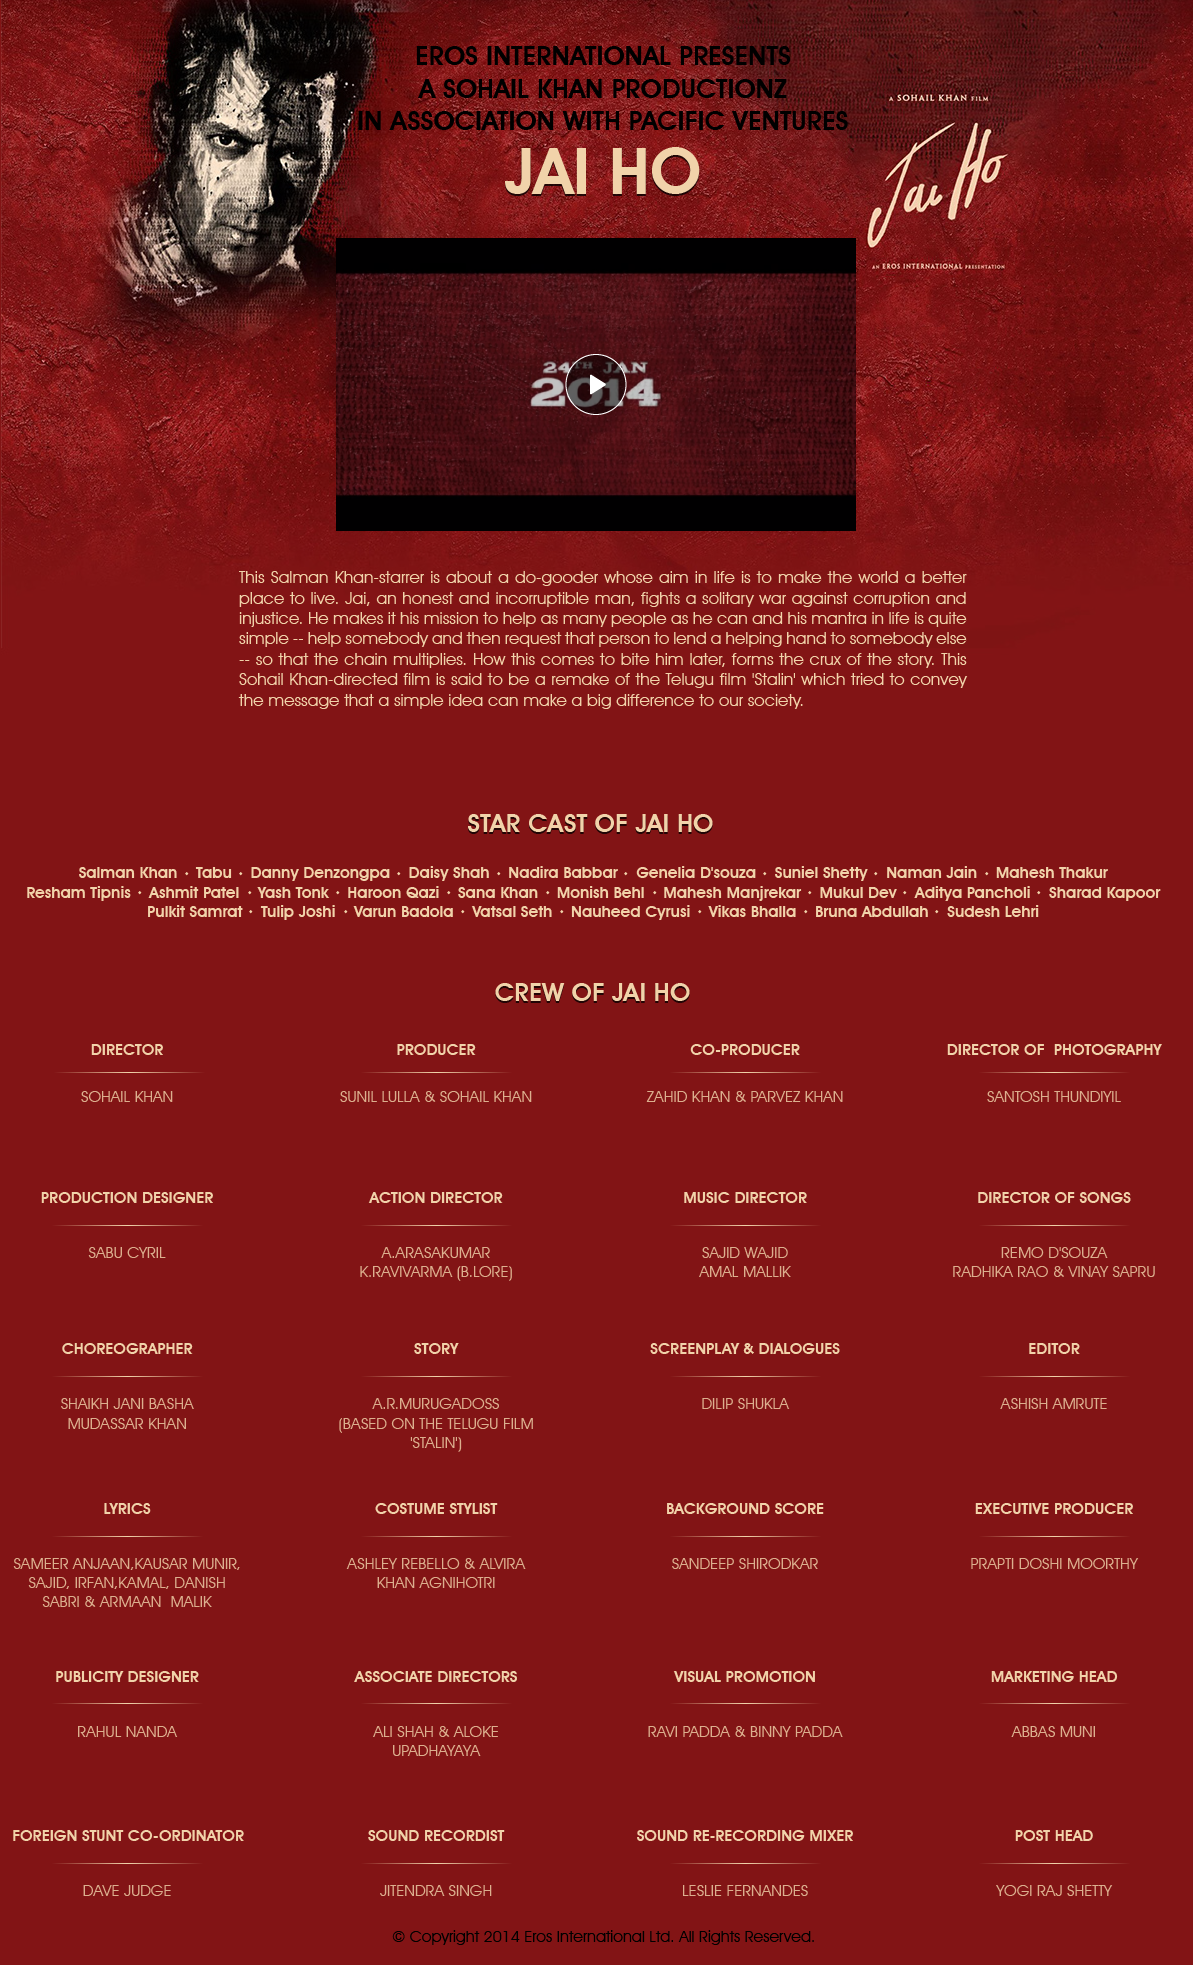 EROS INTERNATIONAL PRESENTS
A SOHAIL KHAN PRODUCTIONZ
IN ASSOCIATION WITH PACIFIC VENTURES
JAI HO
A SOHAIL KHAN FILM
Jai Ho
AN EROS INTERNATIONAL PRESENTATION
24TH JAN
2014
This Salman Khan-starrer is about a do-gooder whose aim in life is to make the world a better
place to live. Jai, an honest and incorruptible man, fights a solitary war against corruption and
injustice. He makes it his mission to help as many people as he can and his mantra in life is quite
simple -- help somebody and then request that person to lend a helping hand to somebody else
-- so that the chain multiplies. How this comes to bite him later, forms the crux of the story. This
Sohail Khan-directed film is said to be a remake of the Telugu film 'Stalin' which tried to convey
the message that a simple idea can make a big difference to our society.
STAR CAST OF JAI HO
Salman Khan • Tabu • Danny Denzongpa • Daisy Shah • Nadira Babbar • Genelia D'souza • Suniel Shetty • Naman Jain • Mahesh Thakur
Resham Tipnis • Ashmit Patel • Yash Tonk • Haroon Qazi • Sana Khan • Monish Behl • Mahesh Manjrekar • Mukul Dev • Aditya Pancholi • Sharad Kapoor
Pulkit Samrat • Tulip Joshi • Varun Badola • Vatsal Seth • Nauheed Cyrusi • Vikas Bhalla • Bruna Abdullah • Sudesh Lehri
CREW OF JAI HO
DIRECTOR
SOHAIL KHAN
PRODUCER
SUNIL LULLA & SOHAIL KHAN
CO-PRODUCER
ZAHID KHAN & PARVEZ KHAN
DIRECTOR OF PHOTOGRAPHY
SANTOSH THUNDIYIL
PRODUCTION DESIGNER
SABU CYRIL
ACTION DIRECTOR
A.ARASAKUMAR
K.RAVIVARMA (B.LORE)
MUSIC DIRECTOR
SAJID WAJID
AMAL MALLIK
DIRECTOR OF SONGS
REMO D'SOUZA
RADHIKA RAO & VINAY SAPRU
CHOREOGRAPHER
SHAIKH JANI BASHA
MUDASSAR KHAN
STORY
A.R.MURUGADOSS
(BASED ON THE TELUGU FILM
'STALIN')
SCREENPLAY & DIALOGUES
DILIP SHUKLA
EDITOR
ASHISH AMRUTE
LYRICS
SAMEER ANJAAN,KAUSAR MUNIR,
SAJID, IRFAN,KAMAL, DANISH
SABRI & ARMAAN MALIK
COSTUME STYLIST
ASHLEY REBELLO & ALVIRA
KHAN AGNIHOTRI
BACKGROUND SCORE
SANDEEP SHIRODKAR
EXECUTIVE PRODUCER
PRAPTI DOSHI MOORTHY
PUBLICITY DESIGNER
RAHUL NANDA
ASSOCIATE DIRECTORS
ALI SHAH & ALOKE
UPADHAYAYA
VISUAL PROMOTION
RAVI PADDA & BINNY PADDA
MARKETING HEAD
ABBAS MUNI
FOREIGN STUNT CO-ORDINATOR
DAVE JUDGE
SOUND RECORDIST
JITENDRA SINGH
SOUND RE-RECORDING MIXER
LESLIE FERNANDES
POST HEAD
YOGI RAJ SHETTY
© Copyright 2014 Eros International Ltd. All Rights Reserved.